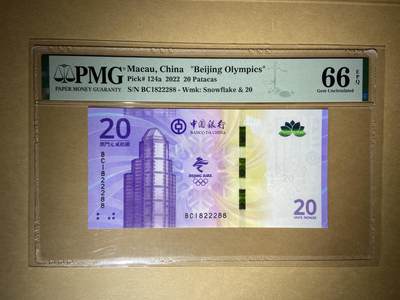 PMG
PAPER MONEY GUARANTY
Macau, China "Beijing Olympics"
Pick# 124a 2022 20 Patacas
S/N BC1822288 - Wmk: Snowflake & 20
66 EPQ
Gem Uncirculated
20
中國銀行
BANCO DA CHINA
BC1822288
BEIJING 2022
BC1822288
20